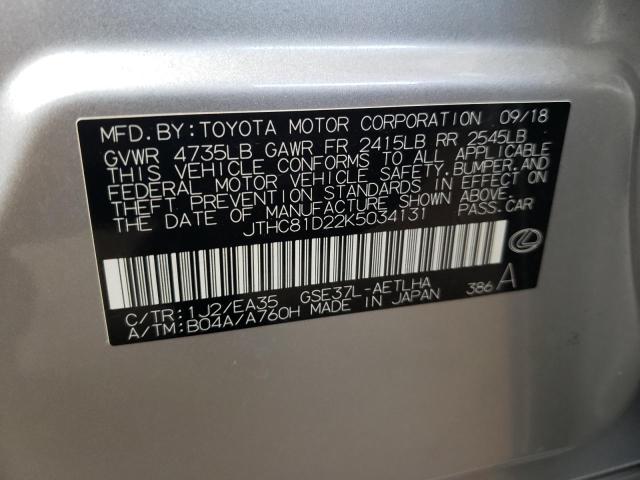 MFD. BY: TOYOTA MOTOR CORPORATION 09/18
GVWR 4735LB GAWR FR 2415LB RR 2545LB
THIS VEHICLE CONFORMS TO ALL APPLICABLE
FEDERAL MOTOR VEHICLE SAFETY, BUMPER, AND
THEFT PREVENTION STANDARDS IN EFFECT ON
THE DATE OF MANUFACTURE SHOWN ABOVE.
JTHC81D22K5034131 PASS. CAR
C/TR: 1J2/EA35 GSE37L-AETLHA 386 A
A/TM: B04A/A760H MADE IN JAPAN